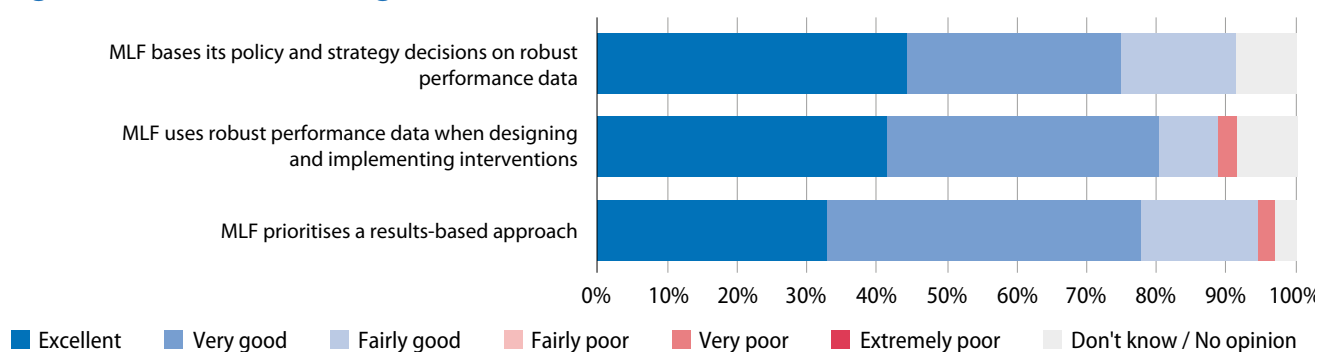 MLF bases its policy and strategy decisions on robust
performance data
MLF uses robust performance data when designing
and implementing interventions
MLF prioritises a results-based approach
0% 10% 20% 30% 40% 50% 60% 70% 80% 90% 100%
Excellent Very good Fairly good Fairly poor Very poor Extremely poor Don't know / No opinion